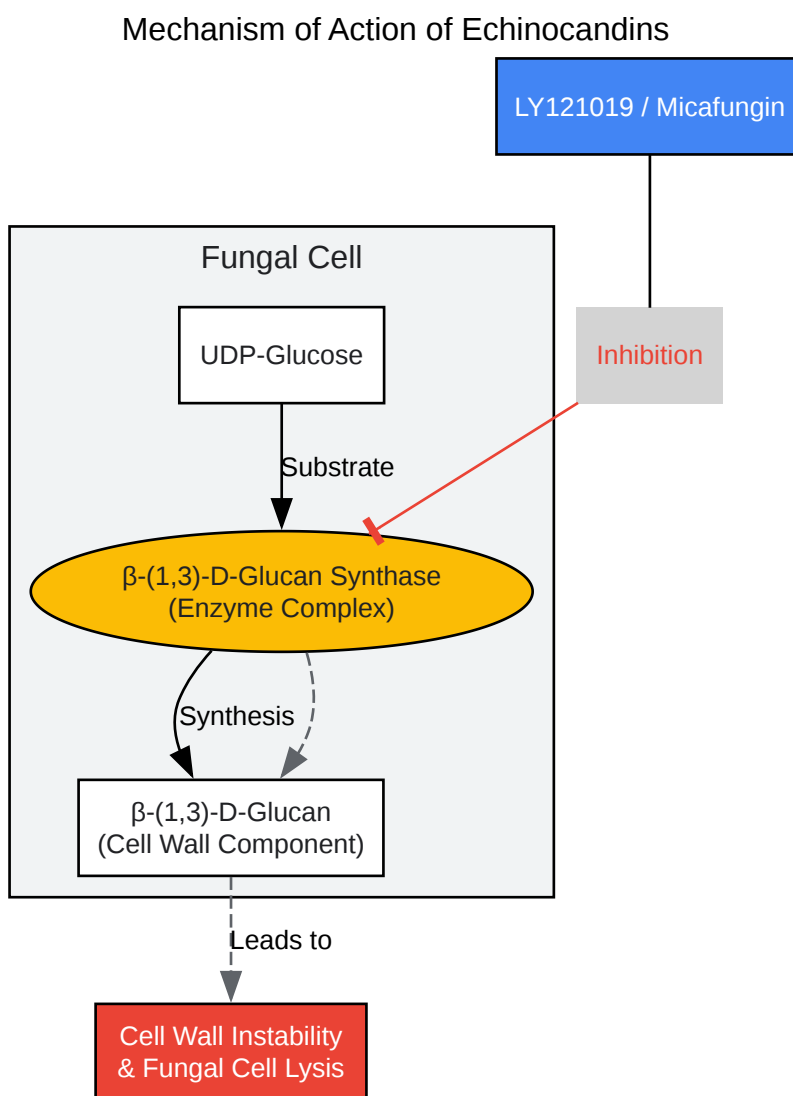 Mechanism of Action of Echinocandins
LY121019 / Micafungin
Fungal Cell
UDP-Glucose
Inhibition
Substrate
β-(1,3)-D-Glucan Synthase
(Enzyme Complex)
Synthesis
β-(1,3)-D-Glucan
(Cell Wall Component)
Leads to
Cell Wall Instability
& Fungal Cell Lysis